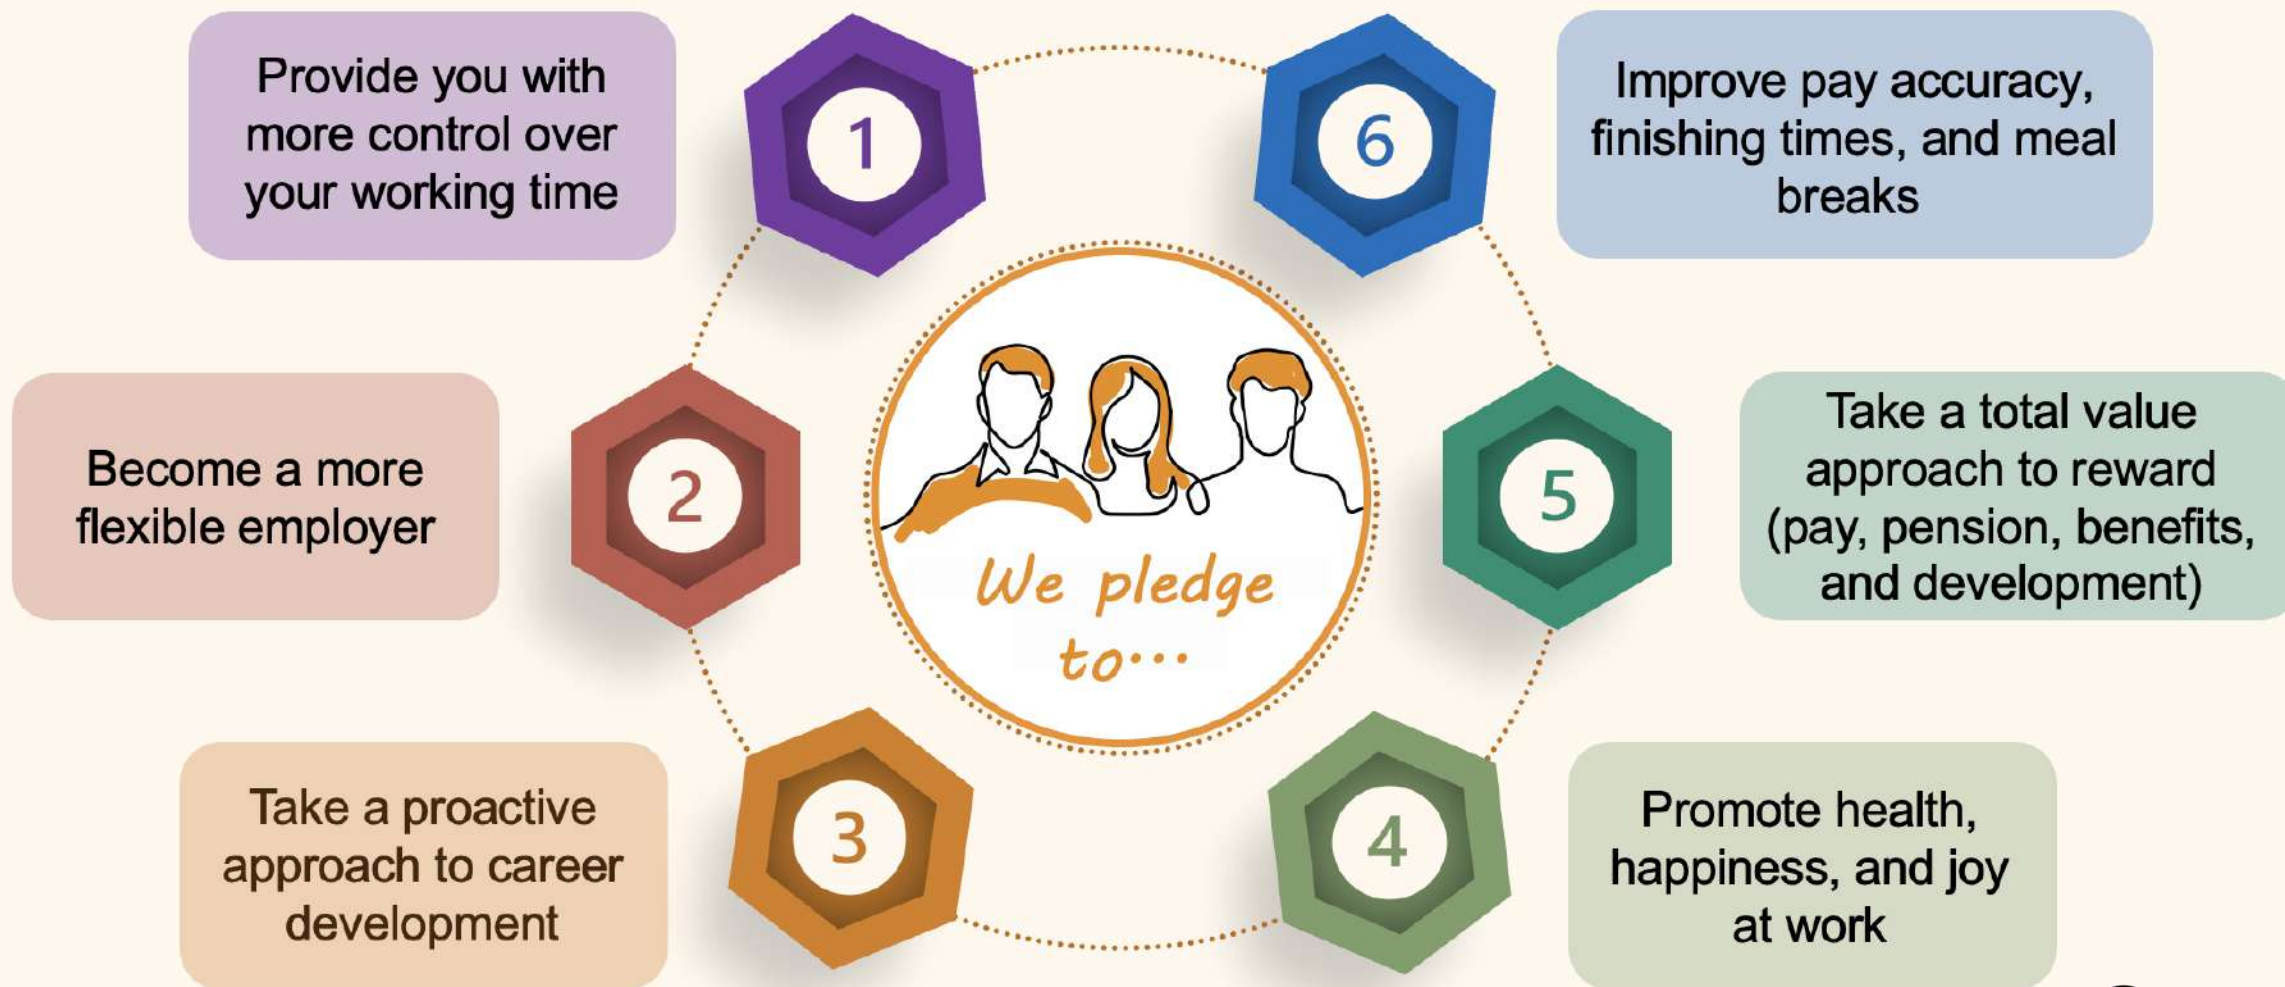 Provide you with
more control over
your working time
1
6
Improve pay accuracy,
finishing times, and meal
breaks
Become a more
flexible employer
2
We pledge
to...
5
Take a total value
approach to reward
(pay, pension, benefits,
and development)
Take a proactive
approach to career
development
3
4
Promote health,
happiness, and joy
at work